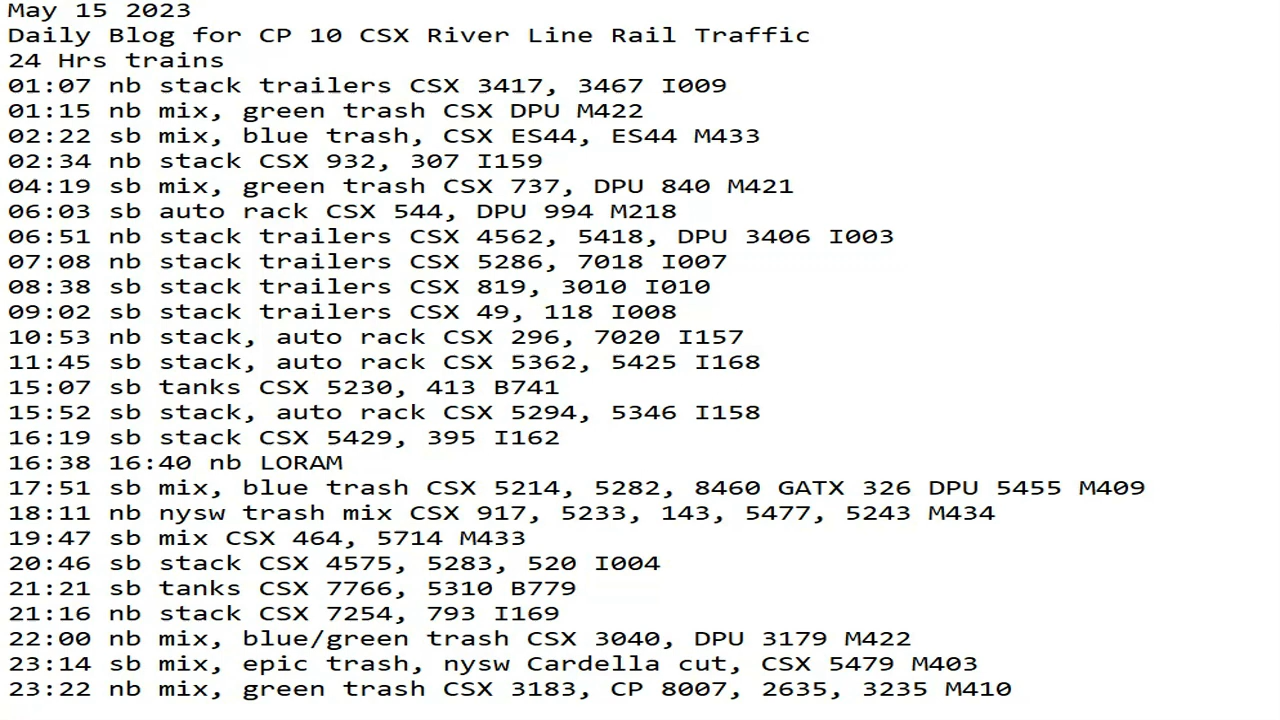 May 15 2023
Daily Blog for CP 10 CSX River Line Rail Traffic
24 Hrs trains
01:07 nb stack trailers CSX 3417, 3467 I009
01:15 nb mix, green trash CSX DPU M422
02:22 sb mix, blue trash, CSX ES44, ES44 M433
02:34 nb stack CSX 932, 307 I159
04:19 sb mix, green trash CSX 737, DPU 840 M421
06:03 sb auto rack CSX 544, DPU 994 M218
06:51 nb stack trailers CSX 4562, 5418, DPU 3406 I003
07:08 nb stack trailers CSX 5286, 7018 I007
08:38 sb stack trailers CSX 819, 3010 I010
09:02 sb stack trailers CSX 49, 118 I008
10:53 nb stack, auto rack CSX 296, 7020 I157
11:45 sb stack, auto rack CSX 5362, 5425 I168
15:07 sb tanks CSX 5230, 413 B741
15:52 sb stack, auto rack CSX 5294, 5346 I158
16:19 sb stack CSX 5429, 395 I162
16:38 16:40 nb LORAM
17:51 sb mix, blue trash CSX 5214, 5282, 8460 GATX 326 DPU 5455 M409
18:11 nb nysw trash mix CSX 917, 5233, 143, 5477, 5243 M434
19:47 sb mix CSX 464, 5714 M433
20:46 sb stack CSX 4575, 5283, 520 I004
21:21 sb tanks CSX 7766, 5310 B779
21:16 nb stack CSX 7254, 793 I169
22:00 nb mix, blue/green trash CSX 3040, DPU 3179 M422
23:14 sb mix, epic trash, nysw Cardella cut, CSX 5479 M403
23:22 nb mix, green trash CSX 3183, CP 8007, 2635, 3235 M410